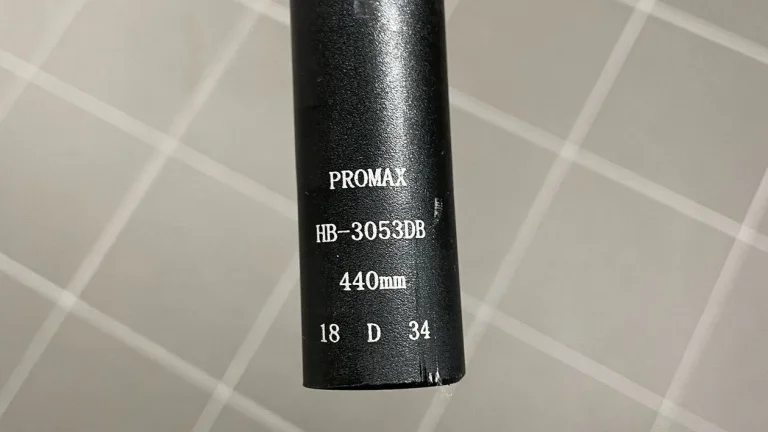 PROMAX
HB-3053DB
440mm
18 D 34